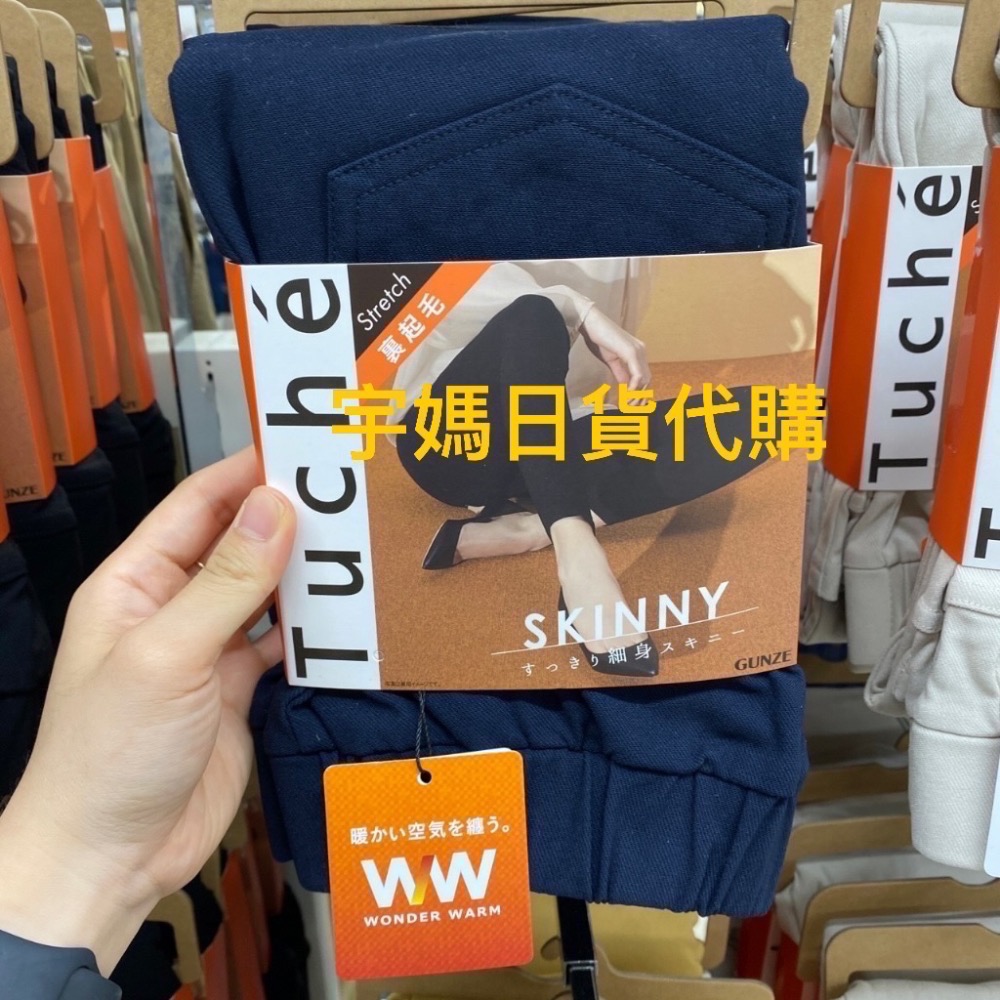 Tuché
Stretch
裏起毛
宇媽日貨代購
SKINNY
すっきり細身スキニー
GUNZE
暖かい空気を纏う。
WW
WONDER WARM
Tuché
GUNZE
UNZE